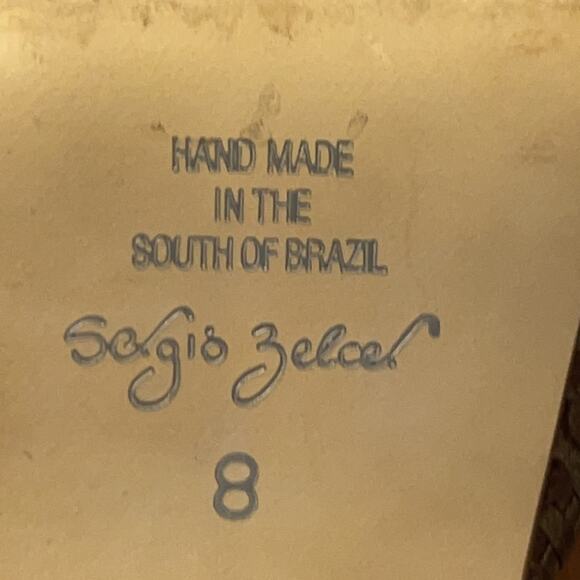 HAND MADE
IN THE
SOUTH OF BRAZIL
Sergio Zelcer
8